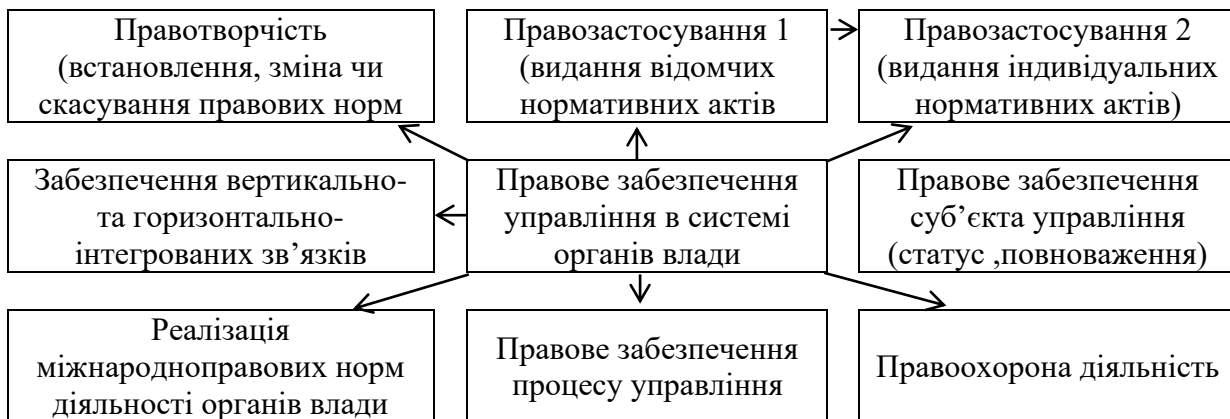 Правотворчість
(встановлення, зміна чи
скасування правових норм
Правозастосування 1
(видання відомчих
нормативних актів
Правозастосування 2
(видання індивідуальних
нормативних актів)
Забезпечення вертикально-
та горизонтально-
інтегрованих зв’язків
Правове забезпечення
управління в системі
органів влади
Правове забезпечення
суб’єкта управління
(статус ,повноваження)
Реалізація
міжнародноправових норм
діяльності органів влади
Правове забезпечення
процесу управління
Правоохорона діяльність